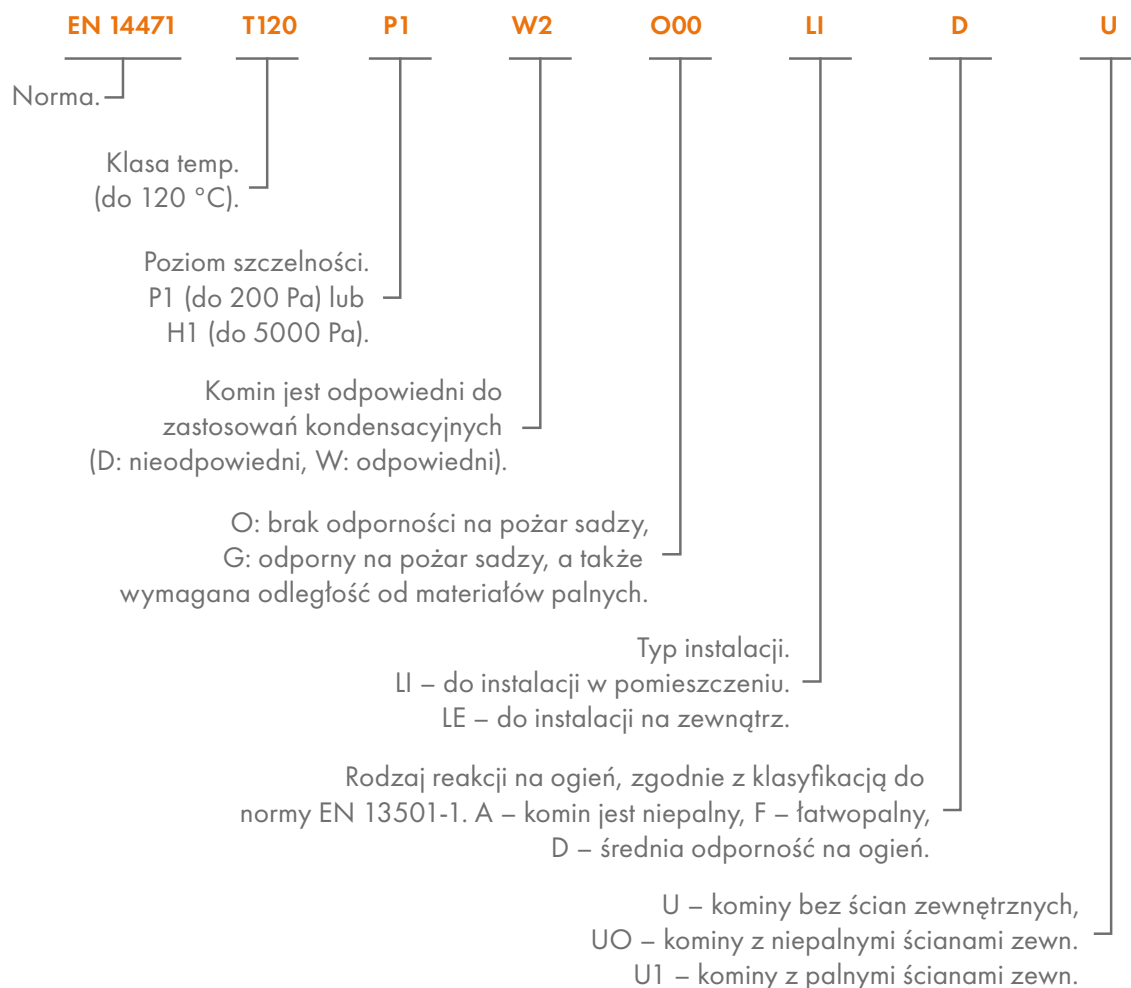 EN 14471 T120 P1 W2 O00 LI D U
Norma.
Klasa temp.
(do 120 °C).
Poziom szczelności.
P1 (do 200 Pa) lub
H1 (do 5000 Pa).
Komin jest odpowiedni do
zastosowań kondensacyjnych
(D: nieodpowiedni, W: odpowiedni).
O: brak odporności na pożar sadzy,
G: odporny na pożar sadzy, a także
wymagana odległość od materiałów palnych.
Typ instalacji.
LI – do instalacji w pomieszczeniu.
LE – do instalacji na zewnątrz.
Rodzaj reakcji na ogień, zgodnie z klasyfikacją do
normy EN 13501-1. A – komin jest niepalny, F – łatwopalny,
D – średnia odporność na ogień.
U – kominy bez ścian zewnętrznych,
UO – kominy z niepalnymi ścianami zewn.
U1 – kominy z palnymi ścianami zewn.